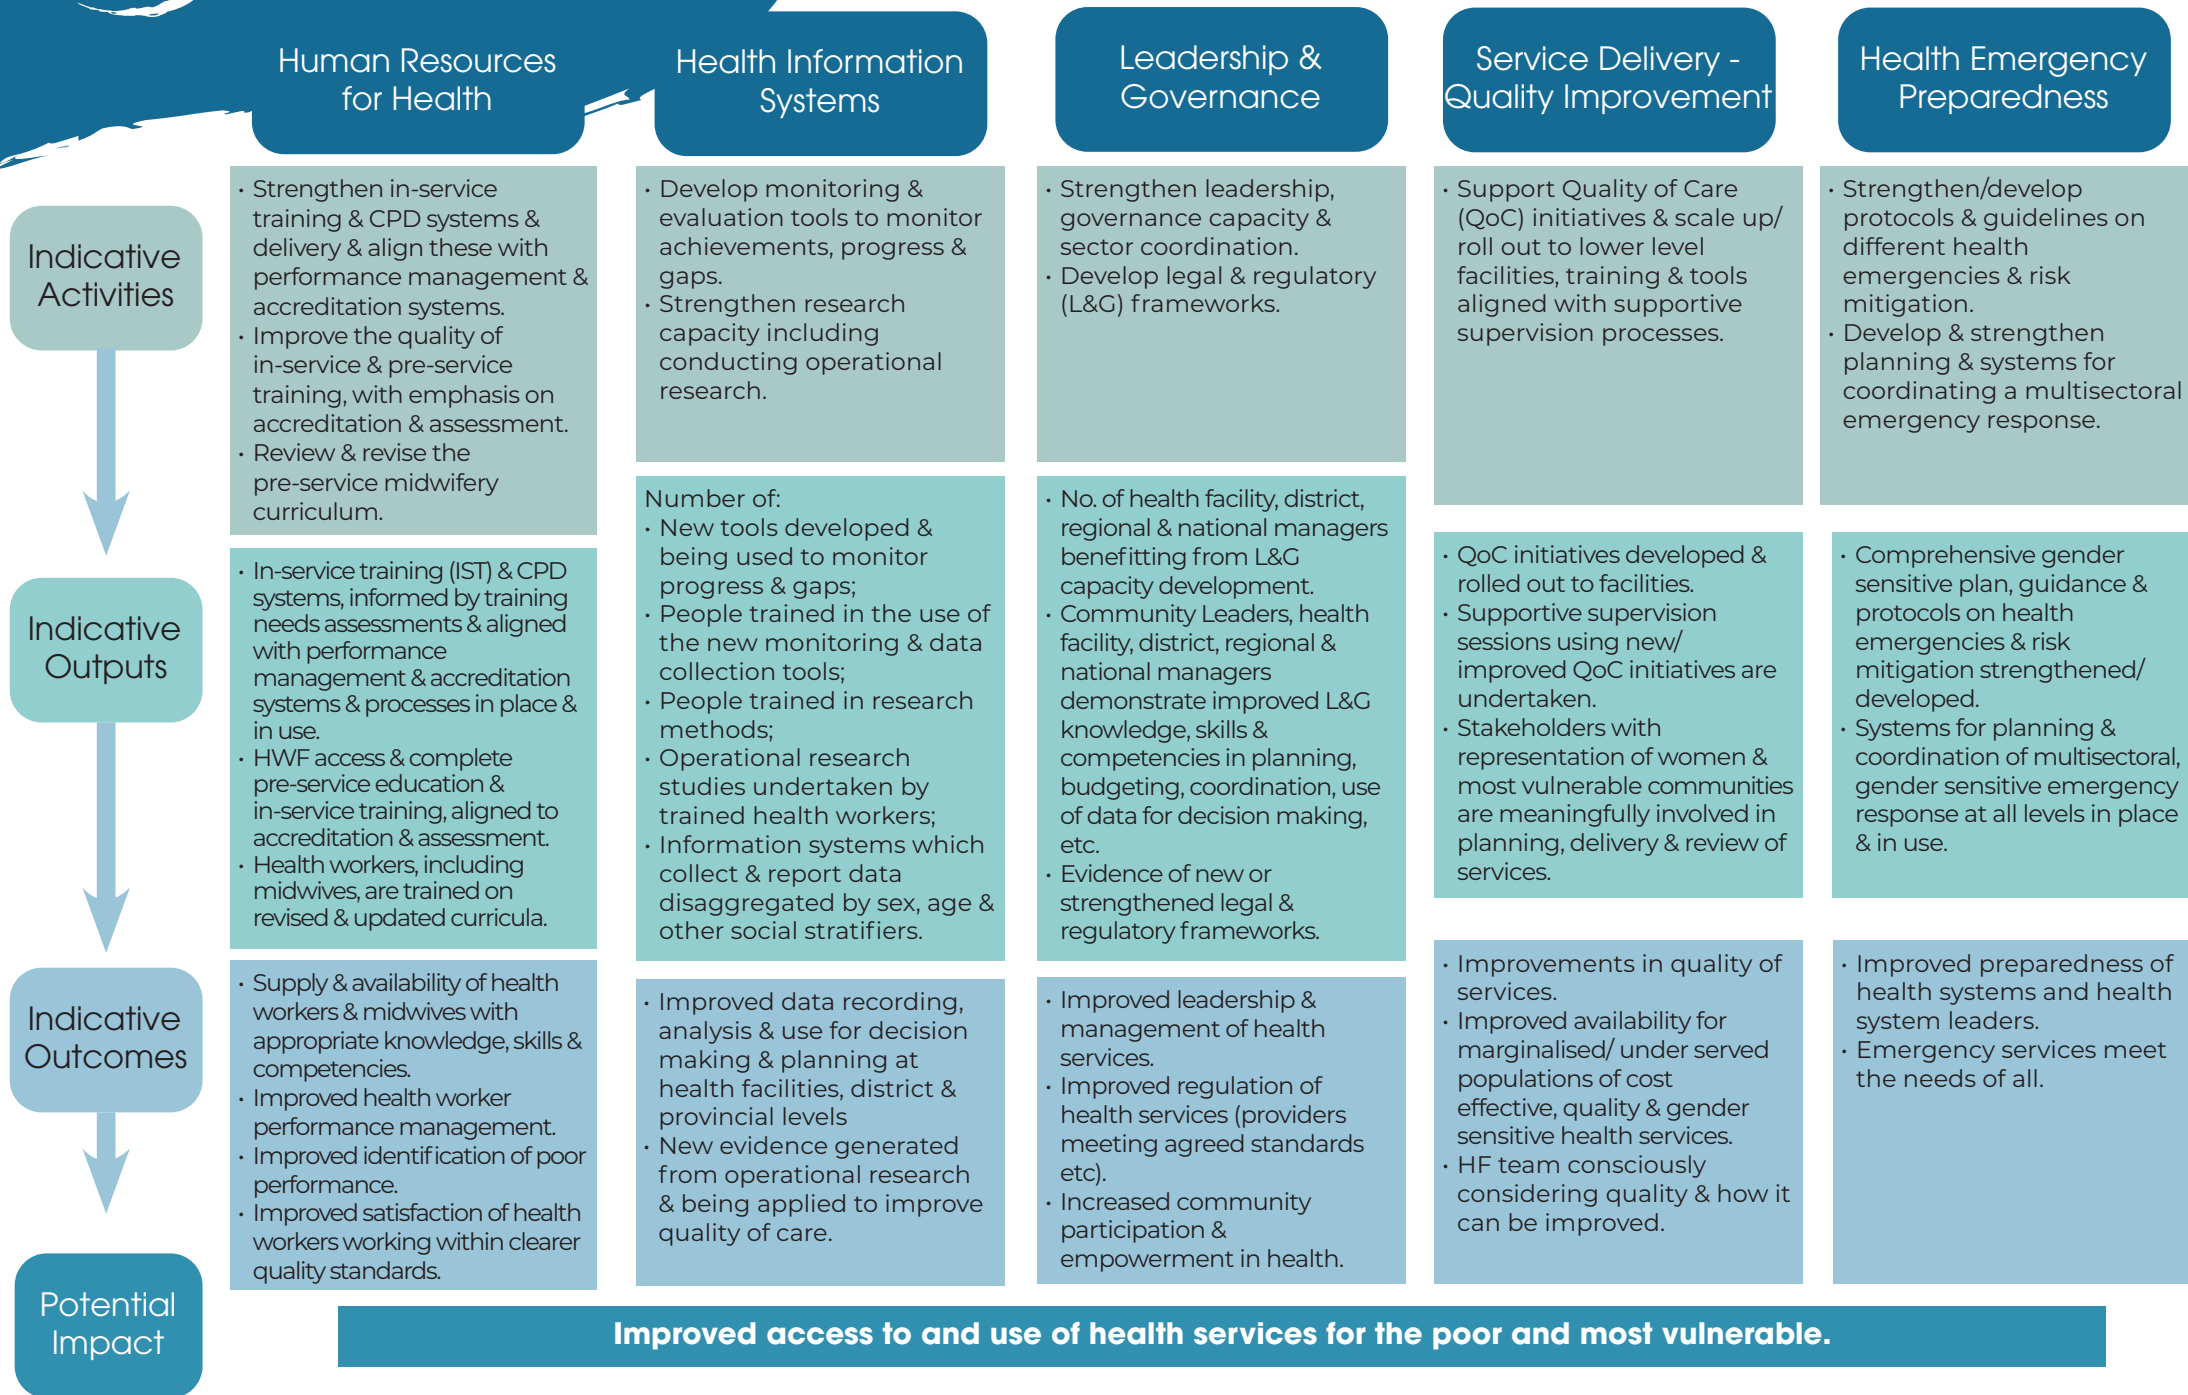 Human Resources
for Health
Health Information
Systems
Leadership &
Governance
Service Delivery -
Quality Improvement
Health Emergency
Preparedness
Indicative
Activities
· Strengthen in-service
training & CPD systems &
delivery & align these with
performance management &
accreditation systems.
· Improve the quality of
in-service & pre-service
training, with emphasis on
accreditation & assessment.
· Review & revise the
pre-service midwifery
curriculum.
· Develop monitoring &
evaluation tools to monitor
achievements, progress &
gaps.
· Strengthen research
capacity including
conducting operational
research.
· Strengthen leadership,
governance capacity &
sector coordination.
· Develop legal & regulatory
(L&G) frameworks.
· Support Quality of Care
(QoC) initiatives & scale up/
roll out to lower level
facilities, training & tools
aligned with supportive
supervision processes.
· Strengthen/develop
protocols & guidelines on
different health
emergencies & risk
mitigation.
· Develop & strengthen
planning & systems for
coordinating a multisectoral
emergency response.
Indicative
Outputs
· In-service training (IST) & CPD
systems, informed by training
needs assessments & aligned
with performance
management & accreditation
systems & processes in place &
in use.
· HWF access & complete
pre-service education &
in-service training, aligned to
accreditation & assessment.
· Health workers, including
midwives, are trained on
revised & updated curricula.
Number of:
· New tools developed &
being used to monitor
progress & gaps;
· People trained in the use of
the new monitoring & data
collection tools;
· People trained in research
methods;
· Operational research
studies undertaken by
trained health workers;
· Information systems which
collect & report data
disaggregated by sex, age &
other social stratifiers.
· No. of health facility, district,
regional & national managers
benefitting from L&G
capacity development.
· Community Leaders, health
facility, district, regional &
national managers
demonstrate improved L&G
knowledge, skills &
competencies in planning,
budgeting, coordination, use
of data for decision making,
etc.
· Evidence of new or
strengthened legal &
regulatory frameworks.
· QoC initiatives developed &
rolled out to facilities.
· Supportive supervision
sessions using new/
improved QoC initiatives are
undertaken.
· Stakeholders with
representation of women &
most vulnerable communities
are meaningfully involved in
planning, delivery & review of
services.
· Comprehensive gender
sensitive plan, guidance &
protocols on health
emergencies & risk
mitigation strengthened/
developed.
· Systems for planning &
coordination of multisectoral,
gender sensitive emergency
response at all levels in place
& in use.
Indicative
Outcomes
· Supply & availability of health
workers & midwives with
appropriate knowledge, skills &
competencies.
· Improved health worker
performance management.
· Improved identification of poor
performance.
· Improved satisfaction of health
workers working within clearer
quality standards.
· Improved data recording,
analysis & use for decision
making & planning at
health facilities, district &
provincial levels
· New evidence generated
from operational research
& being applied to improve
quality of care.
· Improved leadership &
management of health
services.
· Improved regulation of
health services (providers
meeting agreed standards
etc).
· Increased community
participation &
empowerment in health.
· Improvements in quality of
services.
· Improved availability for
marginalised/ under served
populations of cost
effective, quality & gender
sensitive health services.
· HF team consciously
considering quality & how it
can be improved.
· Improved preparedness of
health systems and health
system leaders.
· Emergency services meet
the needs of all.
Potential
Impact
Improved access to and use of health services for the poor and most vulnerable.